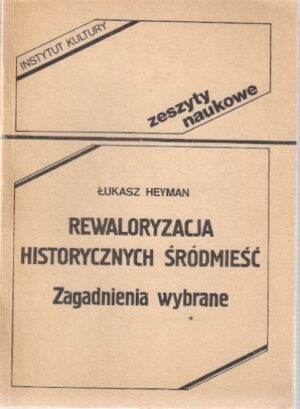 INSTYTUT KULTURY
zeszyty
naukowe
ŁUKASZ HEYMAN
REWALORYZACJA
HISTORYCZNYCH ŚRÓDMIEŚĆ
Zagadnienia wybrane